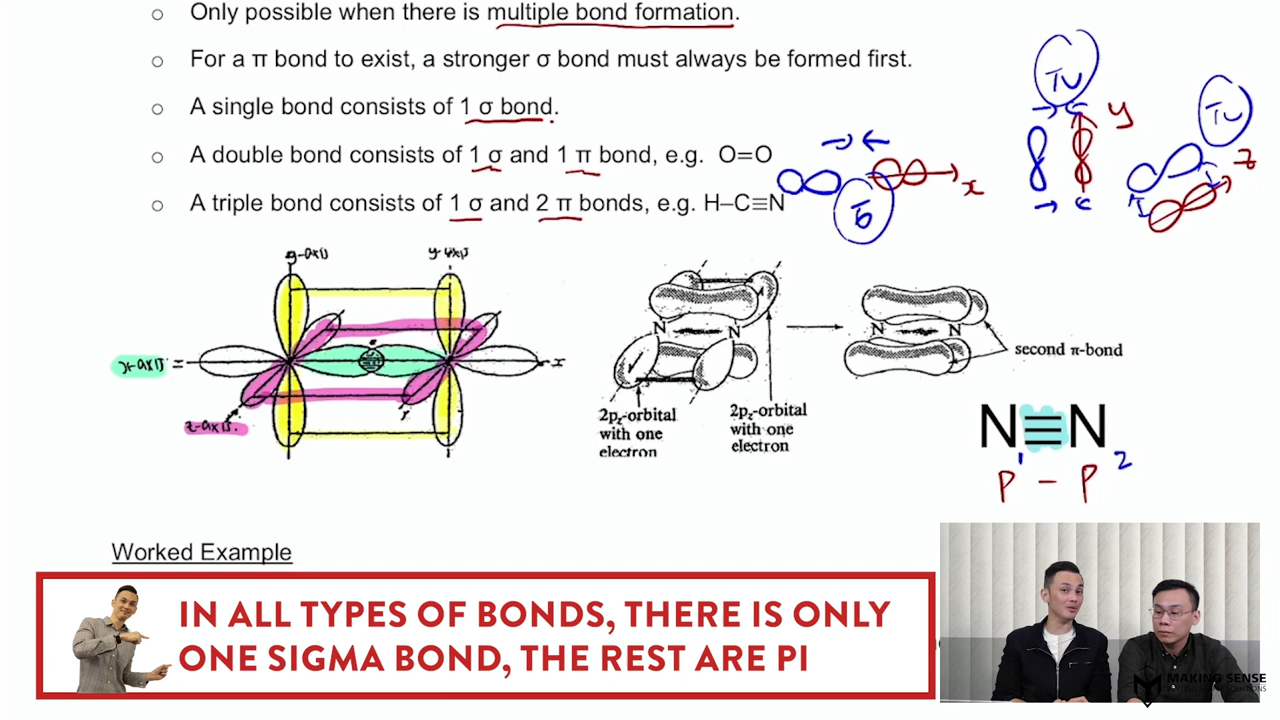 Only possible when there is multiple bond formation.
For a π bond to exist, a stronger σ bond must always be formed first.
A single bond consists of 1 σ bond.
A double bond consists of 1 σ and 1 π bond, e.g. O=O
A triple bond consists of 1 σ and 2 π bonds, e.g. H–C≡N
π
y
π
z
x
σ
y-axis
y-axis
x-axis
x
z-axis.
N
N
N
N
second π-bond
2pz-orbital
with one
electron
2pz-orbital
with one
electron
N≡N
1
2
P – P
Worked Example
IN ALL TYPES OF BONDS, THERE IS ONLY
ONE SIGMA BOND, THE REST ARE PI
MAKING SENSE